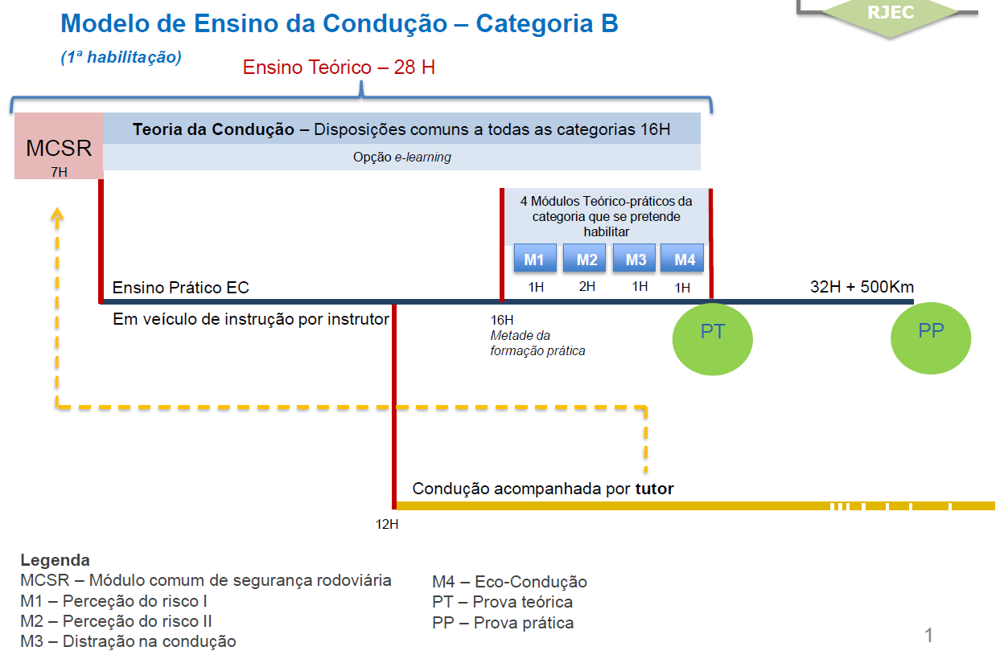 RJEC
Modelo de Ensino da Condução – Categoria B
(1ª habilitação)
Ensino Teórico – 28 H
MCSR
7H
Teoria da Condução – Disposições comuns a todas as categorias 16H
Opção e-learning
4 Módulos Teórico-práticos da
categoria que se pretende
habilitar
M1 M2 M3 M4
1H 2H 1H 1H
Ensino Prático EC
32H + 500Km
Em veículo de instrução por instrutor
16H
Metade da
formação prática
PT
PP
Condução acompanhada por tutor
12H
Legenda
MCSR – Módulo comum de segurança rodoviária
M1 – Perceção do risco I
M2 – Perceção do risco II
M3 – Distração na condução
M4 – Eco-Condução
PT – Prova teórica
PP – Prova prática
1